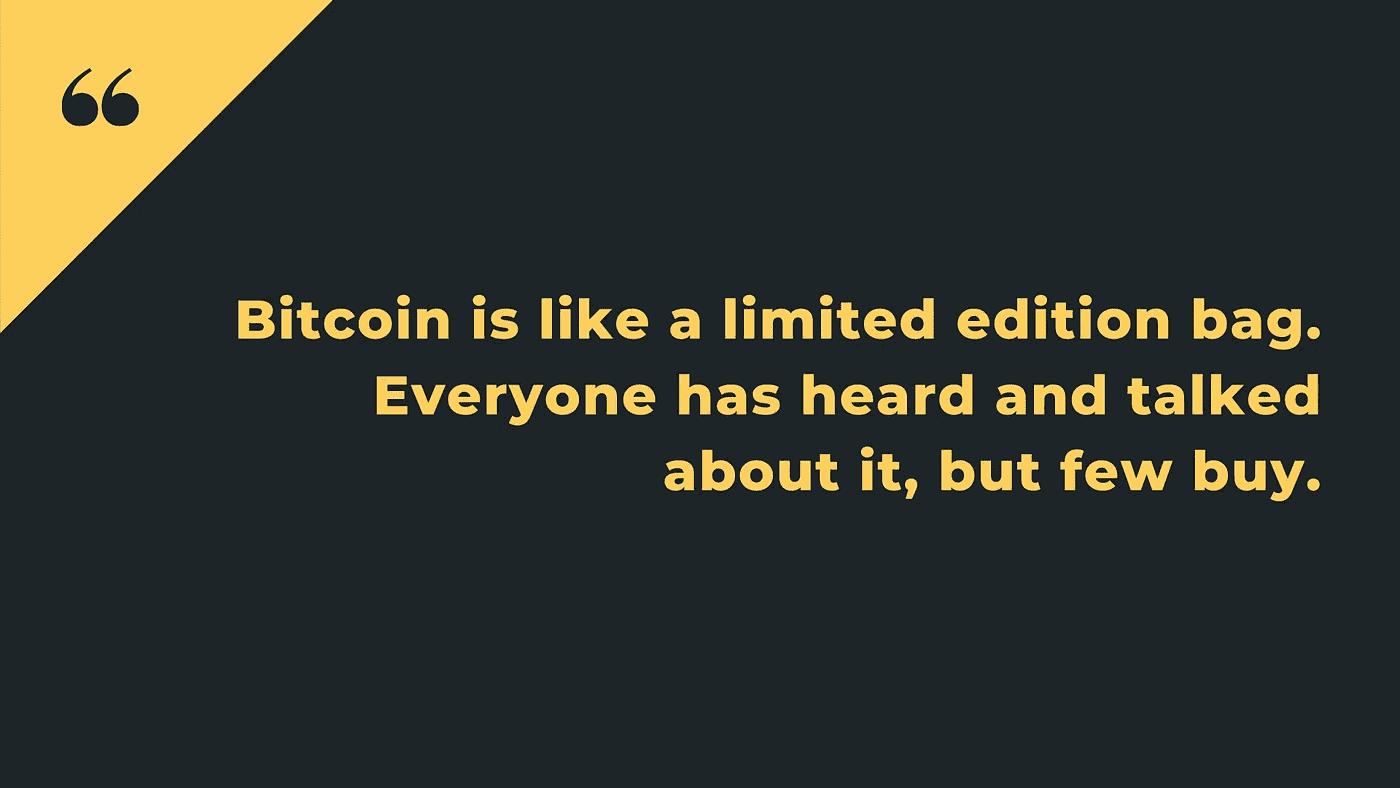 “
Bitcoin is like a limited edition bag.
Everyone has heard and talked
about it, but few buy.